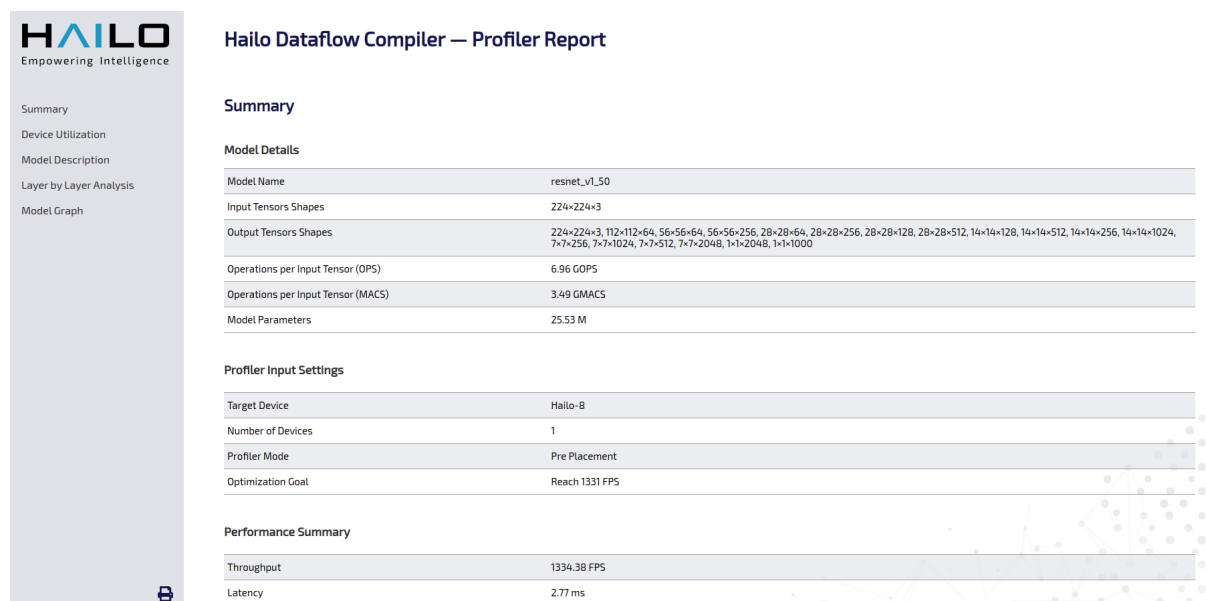 HAILO
Empowering Intelligence
Summary
Device Utilization
Model Description
Layer by Layer Analysis
Model Graph
Hailo Dataflow Compiler — Profiler Report
Summary
Model Details
Model Name resnet_v1_50
Input Tensors Shapes 224×224×3
Output Tensors Shapes 224×224×3, 112×112×64, 56×56×64, 56×56×256, 28×28×64, 28×28×256, 28×28×128, 28×28×512, 14×14×128, 14×14×512, 14×14×256, 14×14×1024,
7×7×256, 7×7×1024, 7×7×512, 7×7×2048, 1×1×2048, 1×1×1000
Operations per Input Tensor (OPS) 6.96 GOPS
Operations per Input Tensor (MACS) 3.49 GMACS
Model Parameters 25.53 M
Profiler Input Settings
Target Device Hailo-8
Number of Devices 1
Profiler Mode Pre Placement
Optimization Goal Reach 1331 FPS
Performance Summary
Throughput 1334.38 FPS
Latency 2.77 ms